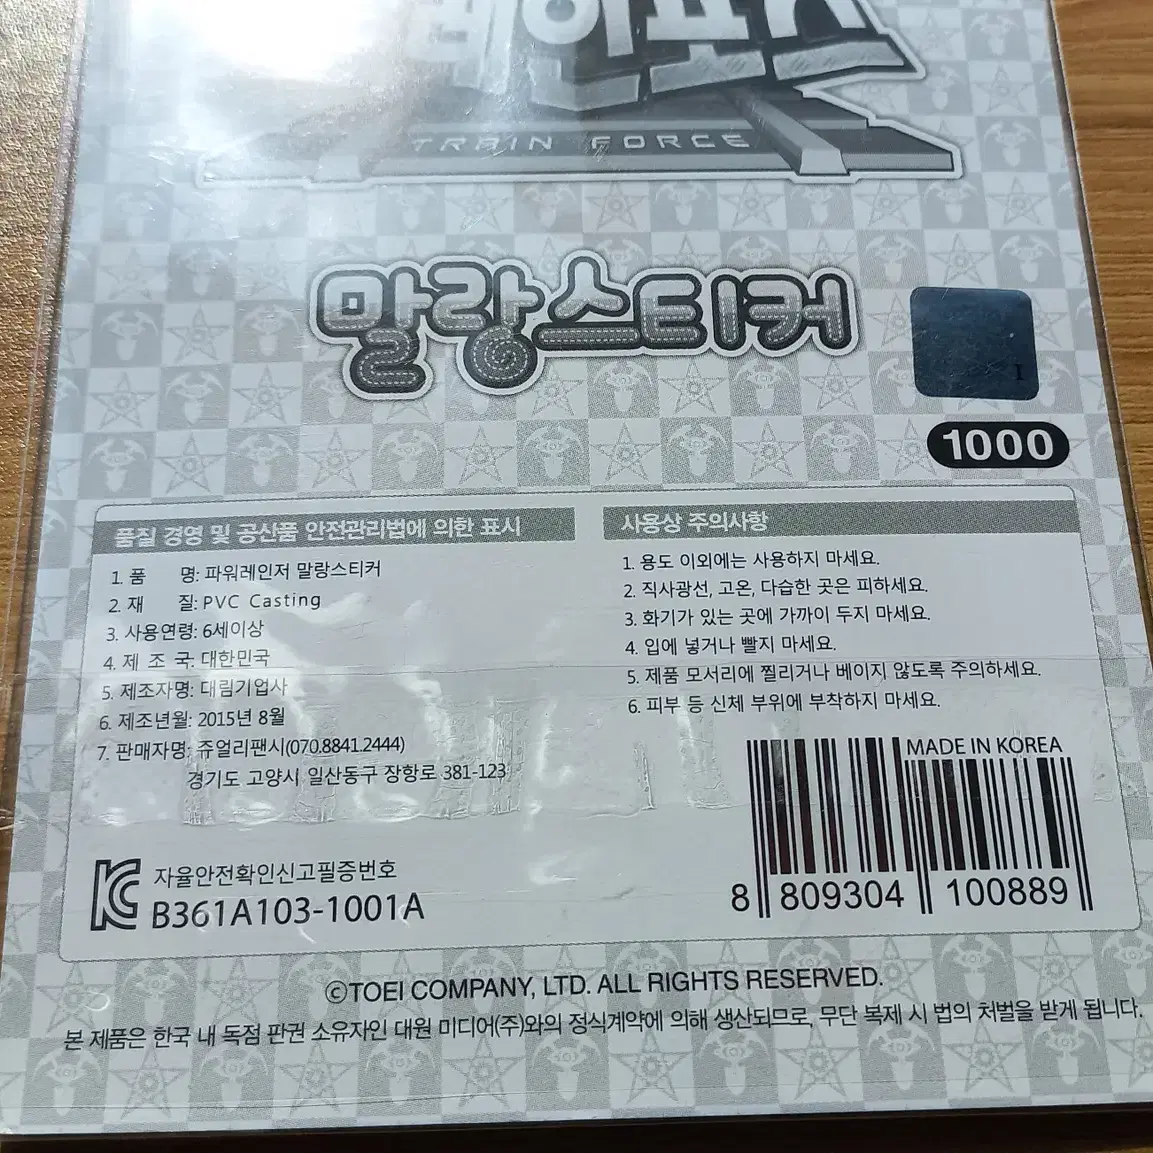 레인포스
TRAIN FORCE
말랑스티커
1000
품질 경영 및 공산품 안전관리법에 의한 표시
1. 품 명: 파워레인저 말랑스티커
2. 재 질: PVC Casting
3. 사용연령: 6세이상
4. 제 조 국: 대한민국
5. 제조자명: 대림기업사
6. 제조년월: 2015년 8월
7. 판매자명: 쥬얼리팬시(070.8841.2444)
경기도 고양시 일산동구 장항로 381-123
사용상 주의사항
1. 용도 이외에는 사용하지 마세요.
2. 직사광선, 고온, 다습한 곳은 피하세요.
3. 화기가 있는 곳에 가까이 두지 마세요.
4. 입에 넣거나 빨지 마세요.
5. 제품 모서리에 찔리거나 베이지 않도록 주의하세요.
6. 피부 등 신체 부위에 부착하지 마세요.
MADE IN KOREA
8 809304 100889
자율안전확인신고필증번호
B361A103-1001A
©TOEI COMPANY, LTD. ALL RIGHTS RESERVED.
본 제품은 한국 내 독점 판권 소유자인 대원 미디어(주)와의 정식계약에 의해 생산되므로, 무단 복제 시 법의 처벌을 받게 됩니다.